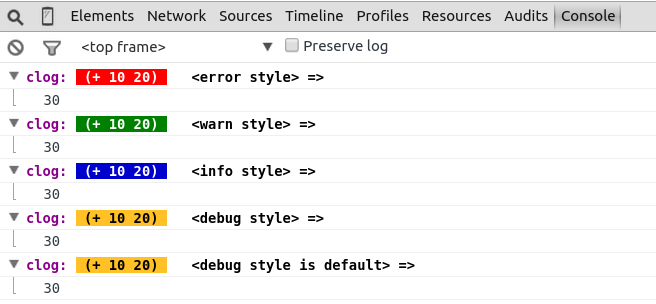 Elements Network Sources Timeline Profiles Resources Audits Console
<top frame> Preserve log
clog: (+ 10 20) <error style> =>
30
clog: (+ 10 20) <warn style> =>
30
clog: (+ 10 20) <info style> =>
30
clog: (+ 10 20) <debug style> =>
30
clog: (+ 10 20) <debug style is default> =>
30